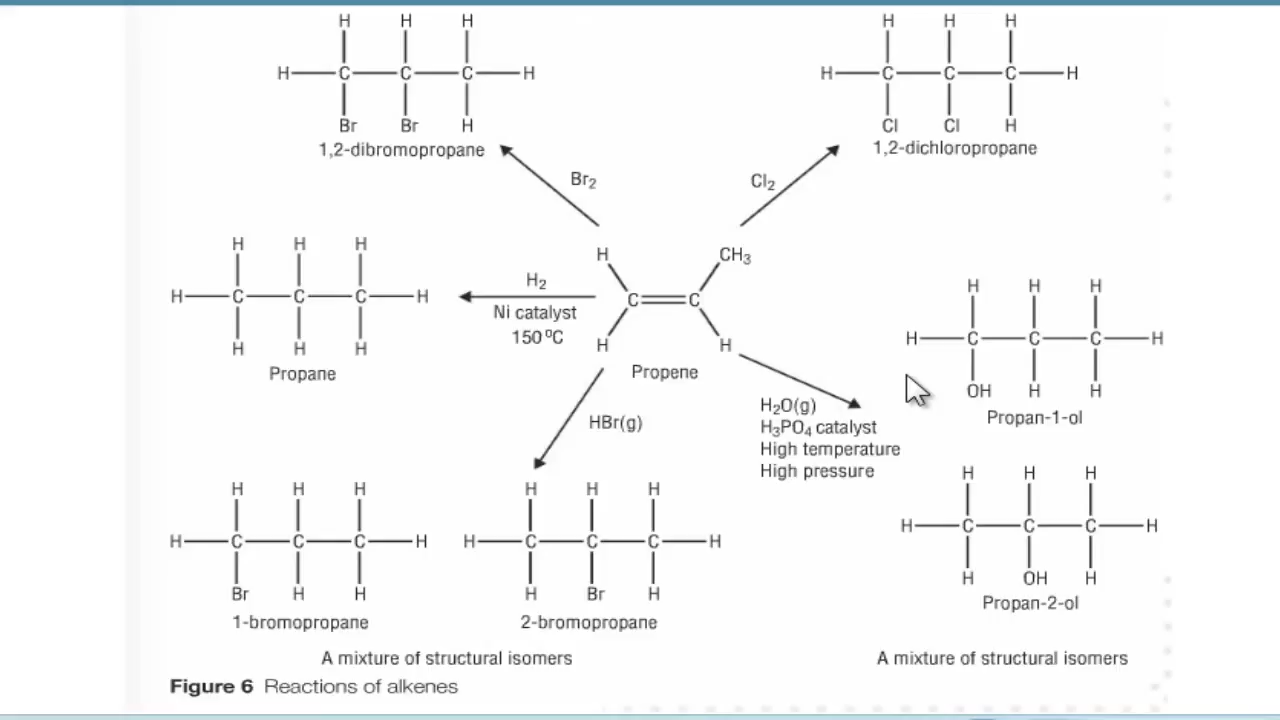 H H H
H C C C H
Br Br H
1,2-dibromopropane
H H H
H C C C H
Cl Cl H
1,2-dichloropropane
Br₂
Cl₂
H H H
H C C C H
H H H
Propane
H₂
Ni catalyst
150 ⁰C
H CH₃
C C
H H
Propene
HBr(g)
H₂O(g)
H₃PO₄ catalyst
High temperature
High pressure
H H H
H C C C H
OH H H
Propan-1-ol
H H H
H C C C H
H OH H
Propan-2-ol
H H H
H C C C H
Br H H
1-bromopropane
H H H
H C C C H
H Br H
2-bromopropane
A mixture of structural isomers
A mixture of structural isomers
Figure 6 Reactions of alkenes